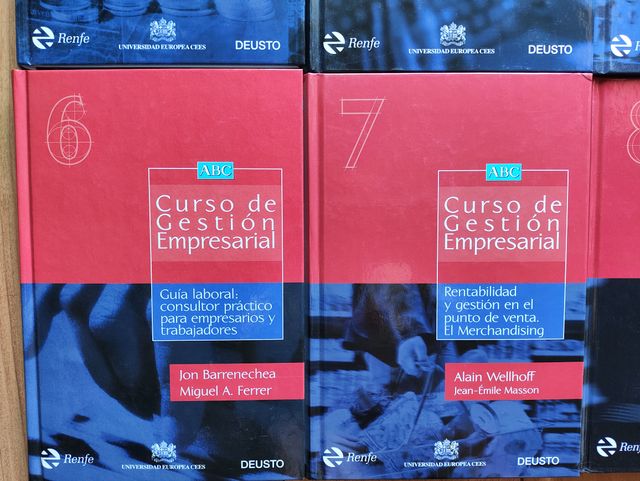 Renfe
UNIVERSIDAD EUROPEA CEES
DEUSTO
Renfe
UNIVERSIDAD EUROPEA CEES
DEUSTO
6
ABC
Curso de
Gestión
Empresarial
Guía laboral:
consultor práctico
para empresarios y
trabajadores
Jon Barrenechea
Miguel A. Ferrer
Renfe
UNIVERSIDAD EUROPEA CEES
DEUSTO
7
ABC
Curso de
Gestión
Empresarial
Rentabilidad
y gestión en el
punto de venta.
El Merchandising
Alain Wellhoff
Jean-Émile Masson
Renfe
UNIVERSIDAD EUROPEA CEES
DEUSTO
8